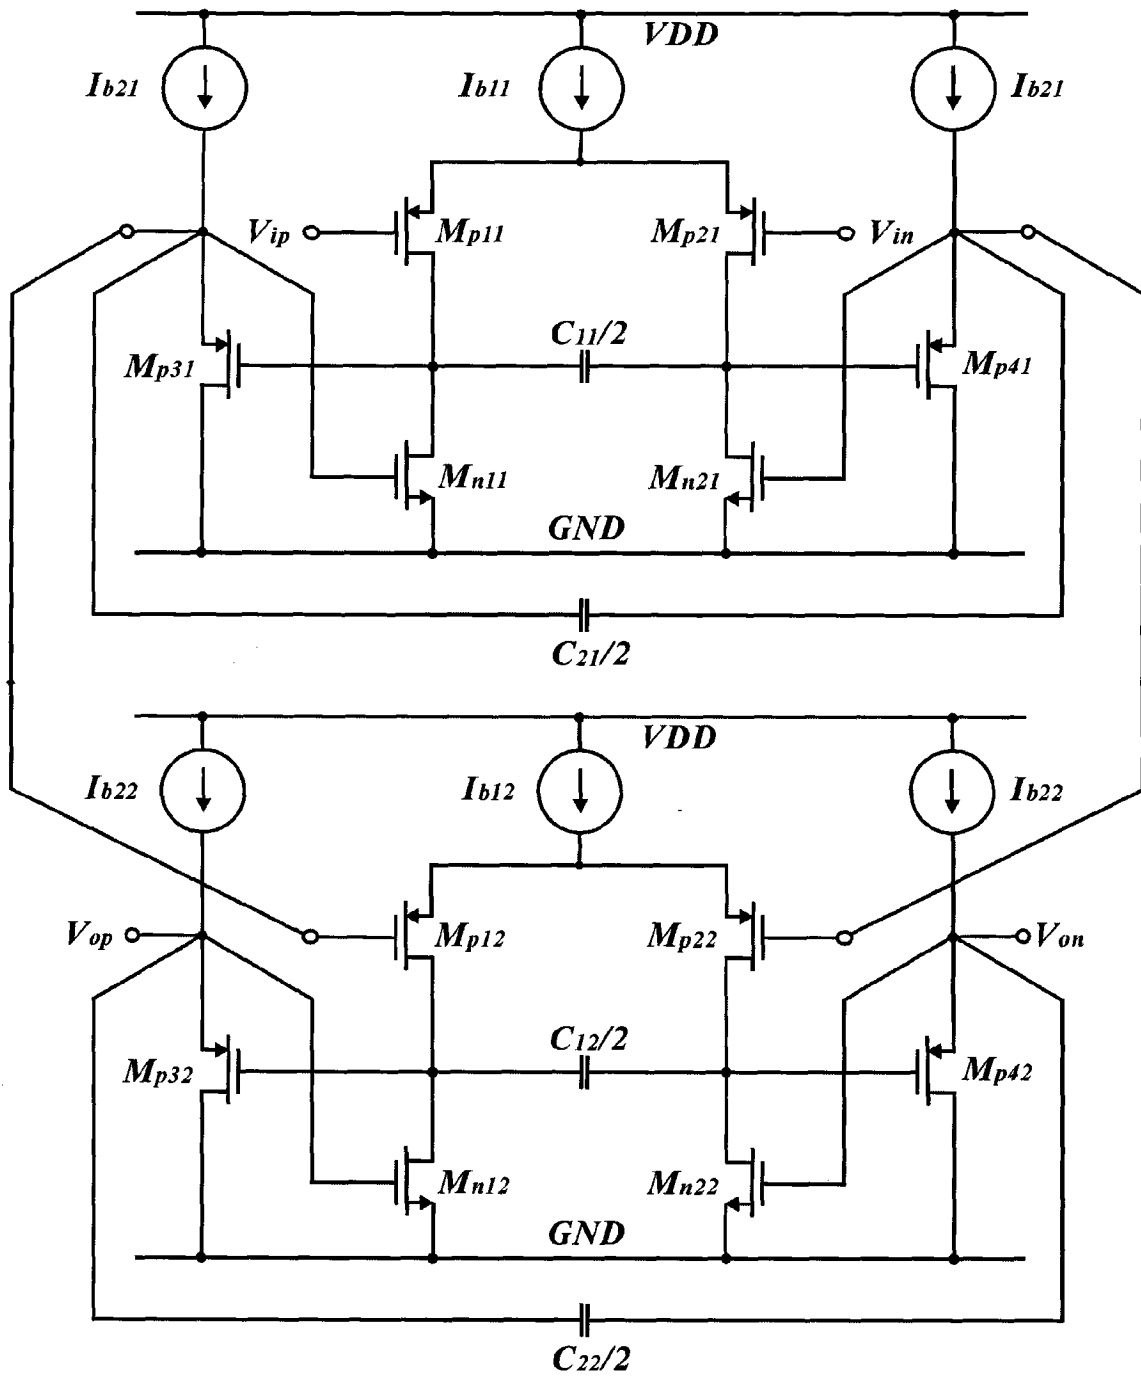 VDD
Ib21
Ib11
Ib21
Vip
Mp11
Mp21
Vin
C11/2
Mp31
Mp41
Mn11
Mn21
GND
C21/2
VDD
Ib22
Ib12
Ib22
Vop
Mp12
Mp22
Von
C12/2
Mp32
Mp42
Mn12
Mn22
GND
C22/2